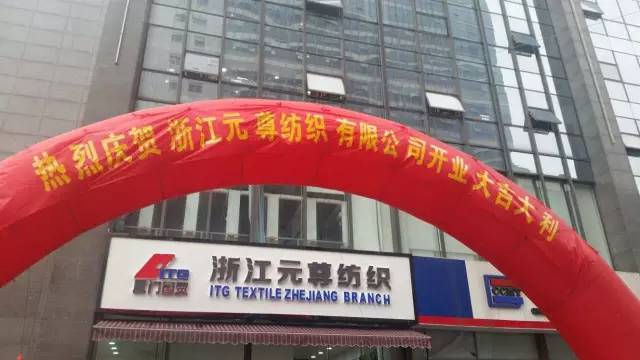 热烈庆贺 浙江元尊纺织有限公司开业大吉大利
ITG
厦门国贸
浙江元尊纺织
ITG TEXTILE ZHEJIANG BRANCH